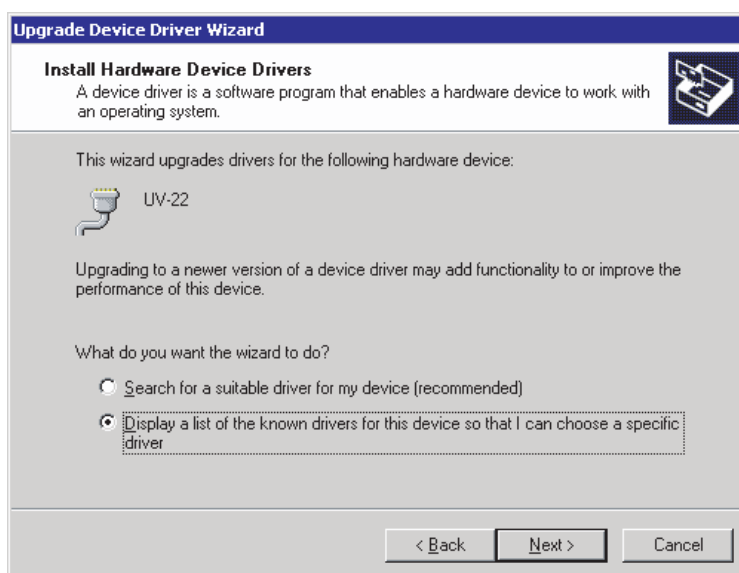 Upgrade Device Driver Wizard
Install Hardware Device Drivers
A device driver is a software program that enables a hardware device to work with
an operating system.
This wizard upgrades drivers for the following hardware device:
UV-22
Upgrading to a newer version of a device driver may add functionality to or improve the
performance of this device.
What do you want the wizard to do?
Search for a suitable driver for my device (recommended)
Display a list of the known drivers for this device so that I can choose a specific
driver
< Back Next > Cancel